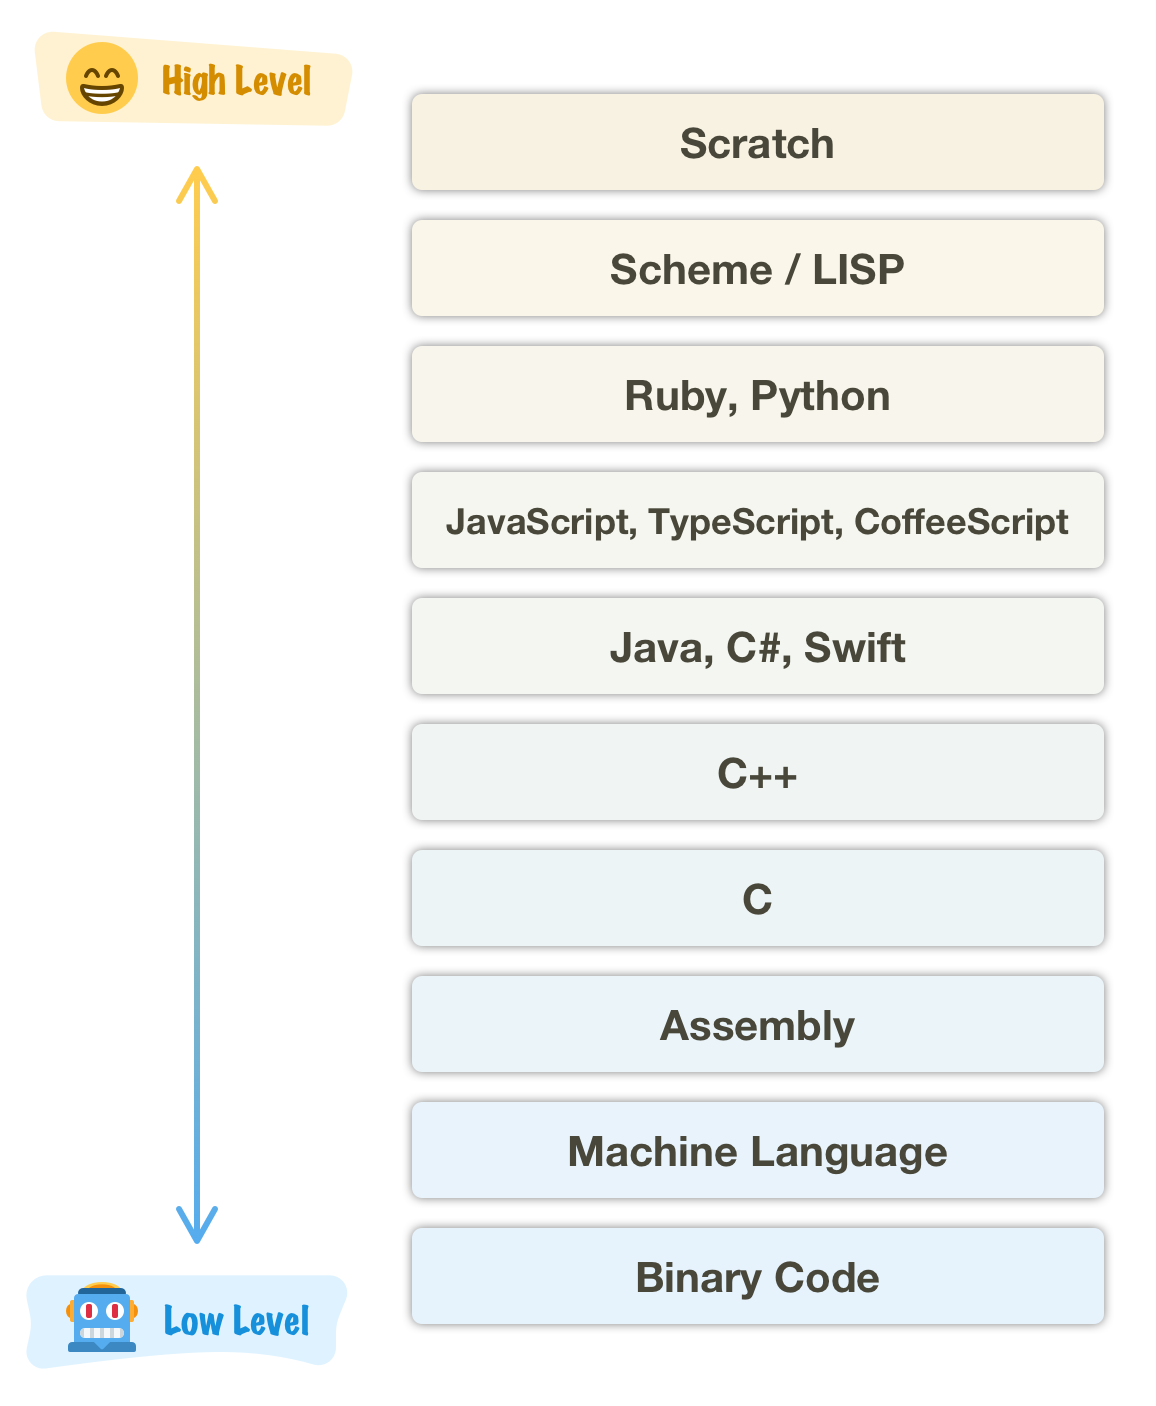 High Level
Scratch
Scheme / LISP
Ruby, Python
JavaScript, TypeScript, CoffeeScript
Java, C#, Swift
C++
C
Assembly
Machine Language
Binary Code
Low Level